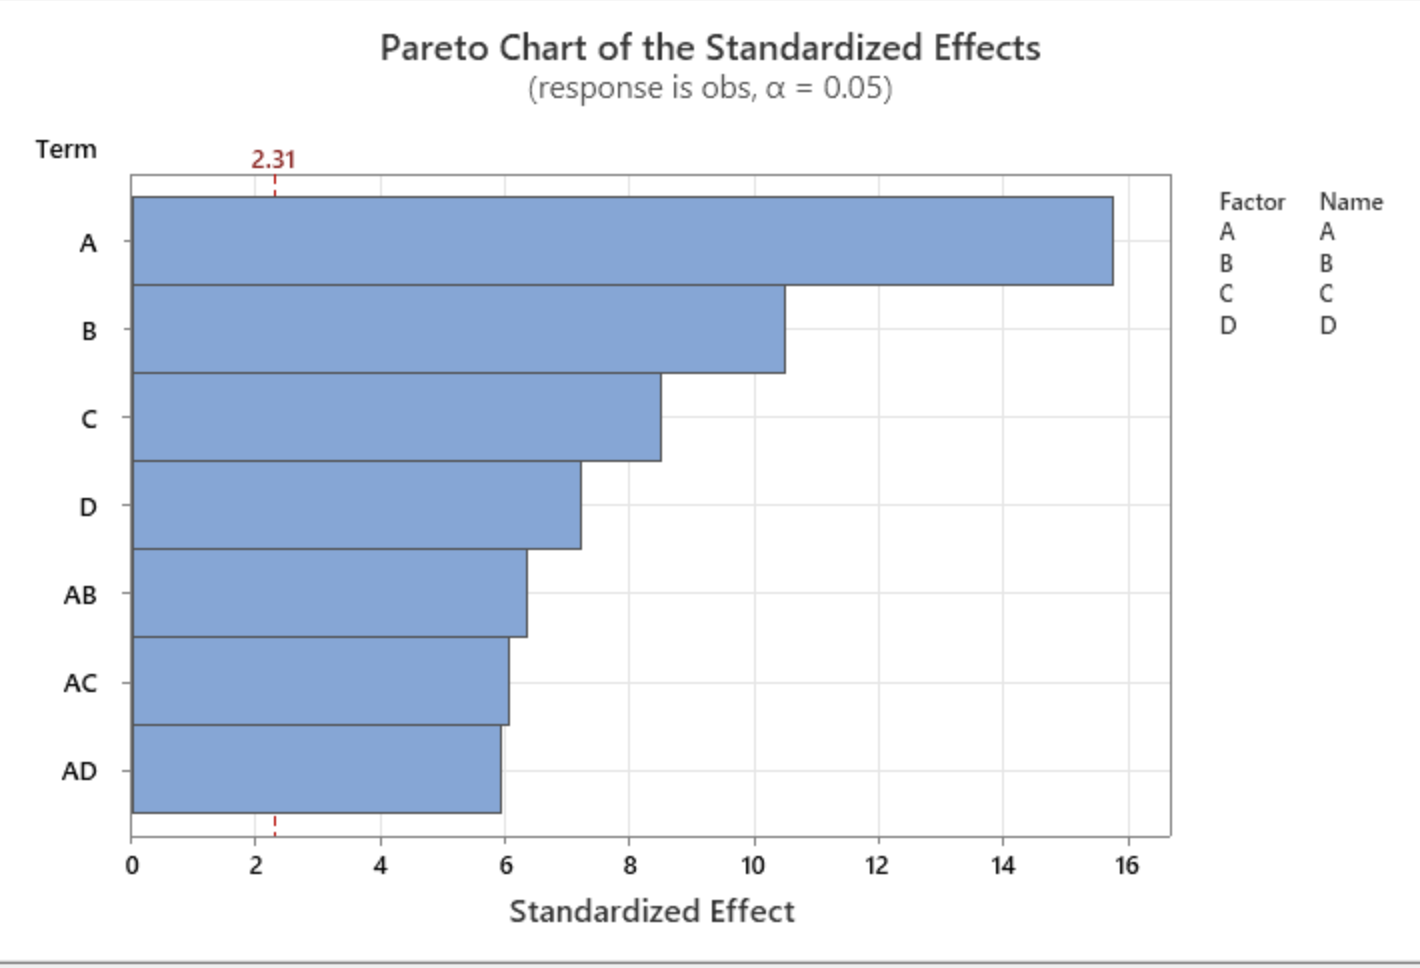 Pareto Chart of the Standardized Effects
(response is obs, α = 0.05)
Term
2.31
A
B
C
D
AB
AC
AD
0 2 4 6 8 10 12 14 16
Standardized Effect
Factor Name
A A
B B
C C
D D